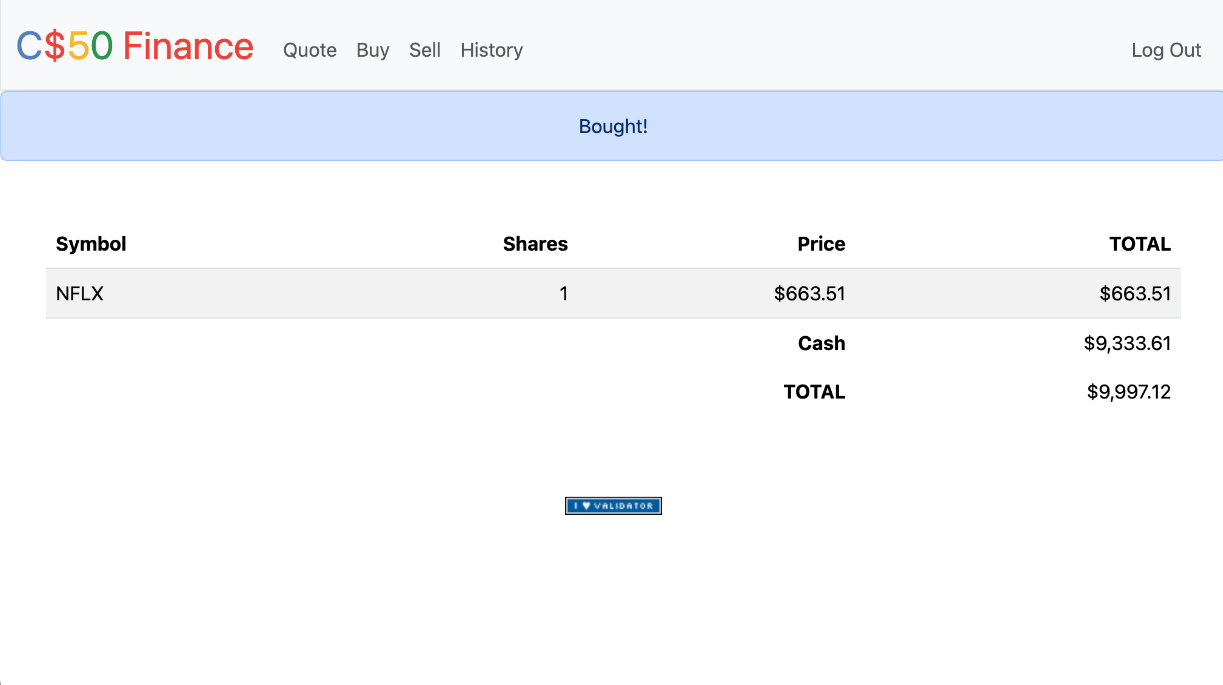 C$50 Finance Quote Buy Sell History Log Out
Bought!
Symbol Shares Price TOTAL
NFLX 1 $663.51 $663.51
Cash $9,333.61
TOTAL $9,997.12
I ♥ VALIDATOR